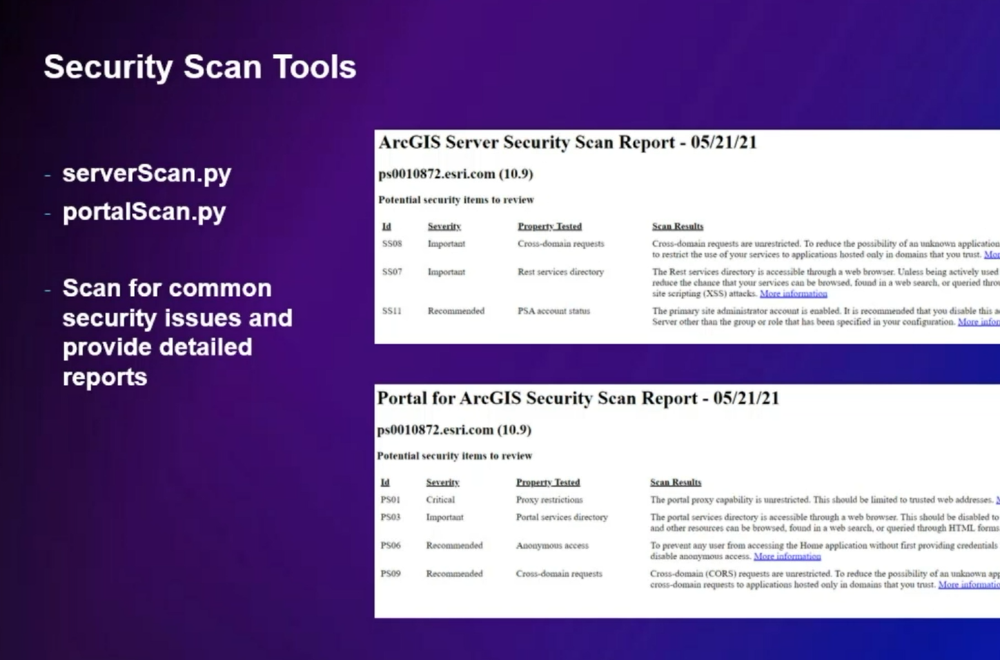 Security Scan Tools
- serverScan.py
- portalScan.py
- Scan for common
security issues and
provide detailed
reports
ArcGIS Server Security Scan Report - 05/21/21
ps0010872.esri.com (10.9)
Potential security items to review
Id Severity Property Tested Scan Results
SS08 Important Cross-domain requests Cross-domain requests are unrestricted. To reduce the possibility of an unknown application
to restrict the use of your services to applications hosted only in domains that you trust.
SS07 Important Rest services directory The Rest services directory is accessible through a web browser. Unless being actively used
reduce the chance that your services can be browsed, found in a web search, or queried
site scripting (XSS) attacks. More information
SS11 Recommended PSA account status The primary site administrator account is enabled. It is recommended that you disable this
Server other than the group or role that has been specified in your configuration. More
Portal for ArcGIS Security Scan Report - 05/21/21
ps0010872.esri.com (10.9)
Potential security items to review
Id Severity Property Tested Scan Results
PS01 Critical Proxy restrictions The portal proxy capability is unrestricted. This should be limited to trusted web addresses.
PS03 Important Portal services directory The portal services directory is accessible through a web browser. This should be disabled to
and other resources can be browsed, found in a web search, or queried through HTML forms
PS06 Recommended Anonymous access To prevent any user from accessing the Home application without first providing credentials
disable anonymous access. More information
PS09 Recommended Cross-domain requests Cross-domain (CORS) requests are unrestricted. To reduce the possibility of an unknown
cross-domain requests to applications hosted only in domains that you trust. More